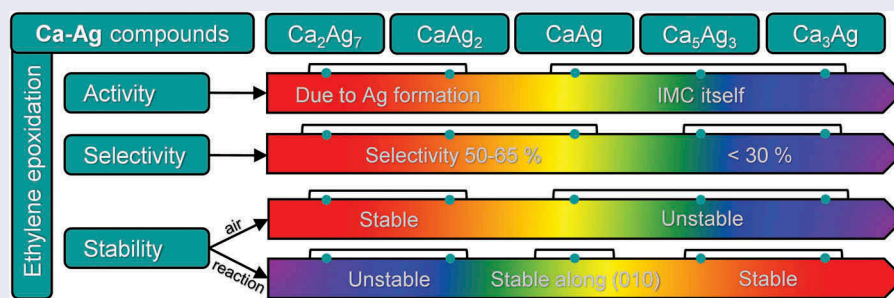 Ca-Ag compounds
Ca₂Ag₇
CaAg₂
CaAg
Ca₅Ag₃
Ca₃Ag
Ethylene epoxidation
Activity
Due to Ag formation
IMC itself
Selectivity
Selectivity 50-65 %
< 30 %
Stability
air
Stable
Unstable
reaction
Unstable
Stable along (010)
Stable